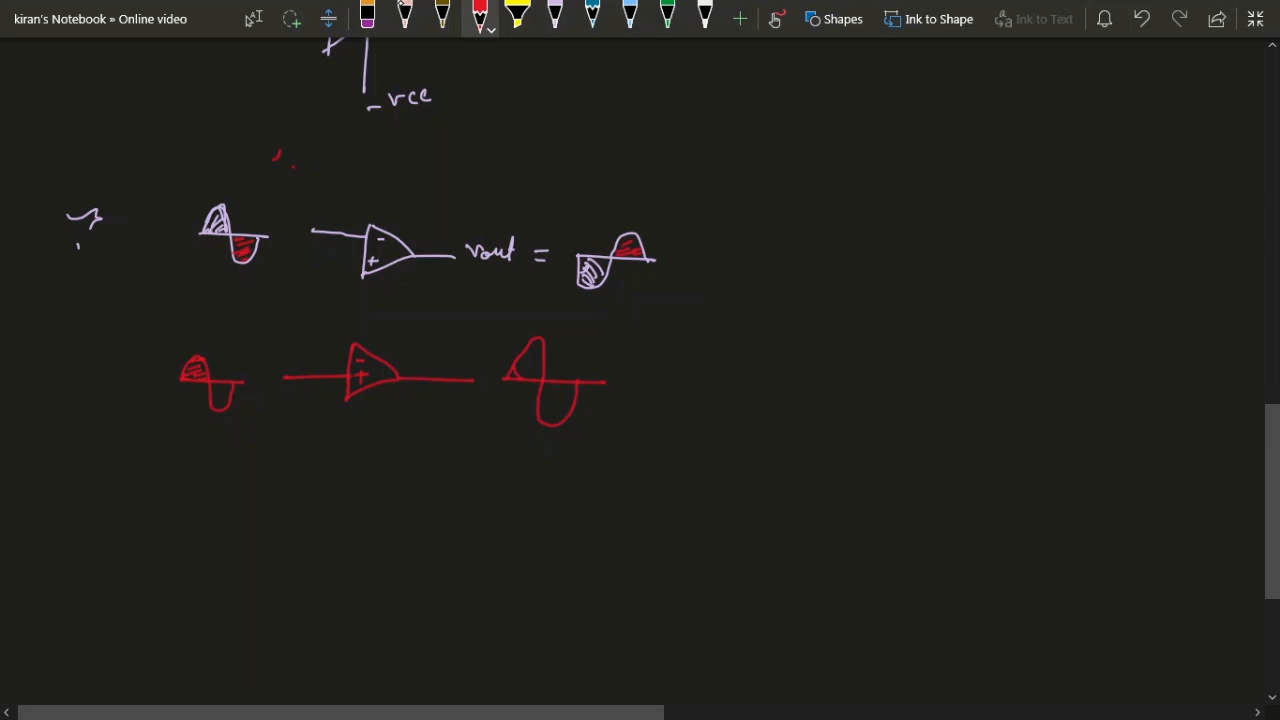 kiran's Notebook » Online video
Shapes
Ink to Shape
Ink to Text
- vcc
-
+
vout =
-
+